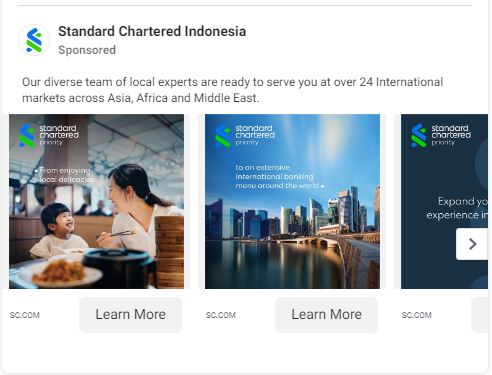 Standard Chartered Indonesia
Sponsored
Our diverse team of local experts are ready to serve you at over 24 International
markets across Asia, Africa and Middle East.
standard
chartered
priority
• From enjoying
local delicacies
standard
chartered
priority
to an extensive
international banking
menu around the world •
standard
chartered
priority
Expand yo
experience in
SC.COM
Learn More
SC.COM
Learn More
SC.COM